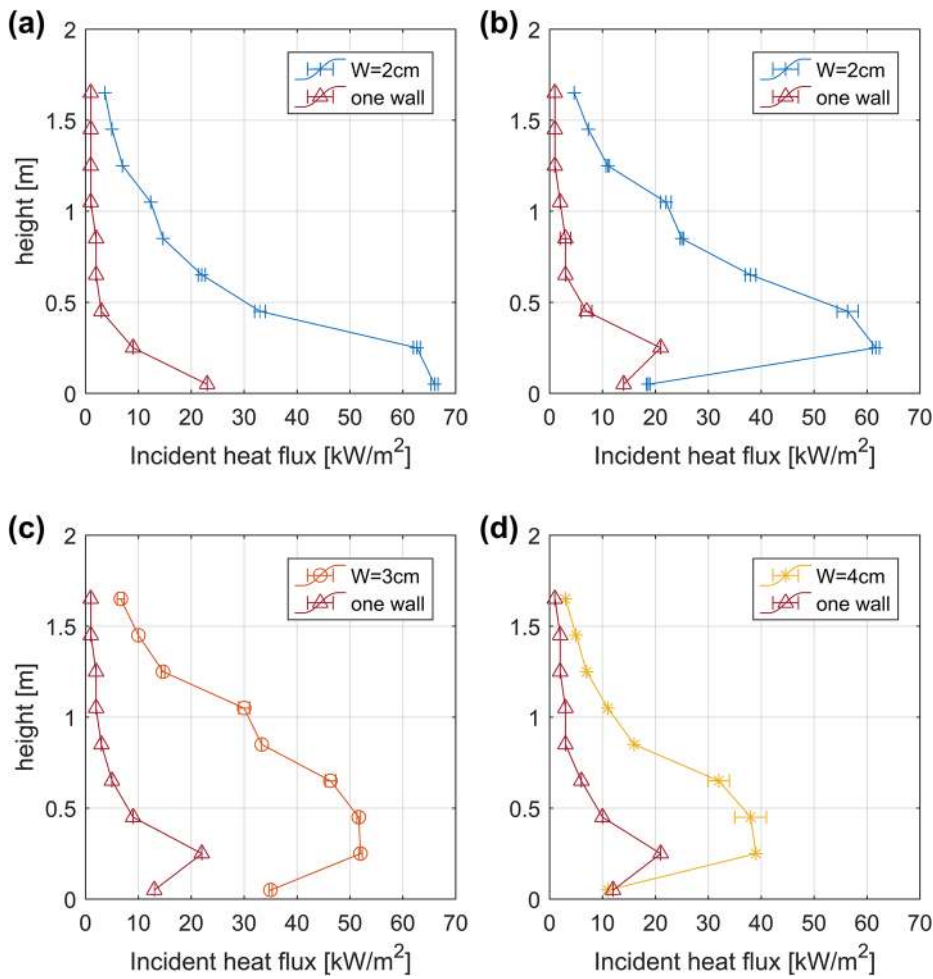 (a)
2
1.5
1
0.5
0
height [m]
W=2cm
one wall
0 10 20 30 40 50 60 70
Incident heat flux [kW/m²]
(b)
2
1.5
1
0.5
0
W=2cm
one wall
0 10 20 30 40 50 60 70
Incident heat flux [kW/m²]
(c)
2
1.5
1
0.5
0
height [m]
W=3cm
one wall
0 10 20 30 40 50 60 70
Incident heat flux [kW/m²]
(d)
2
1.5
1
0.5
0
W=4cm
one wall
0 10 20 30 40 50 60 70
Incident heat flux [kW/m²]